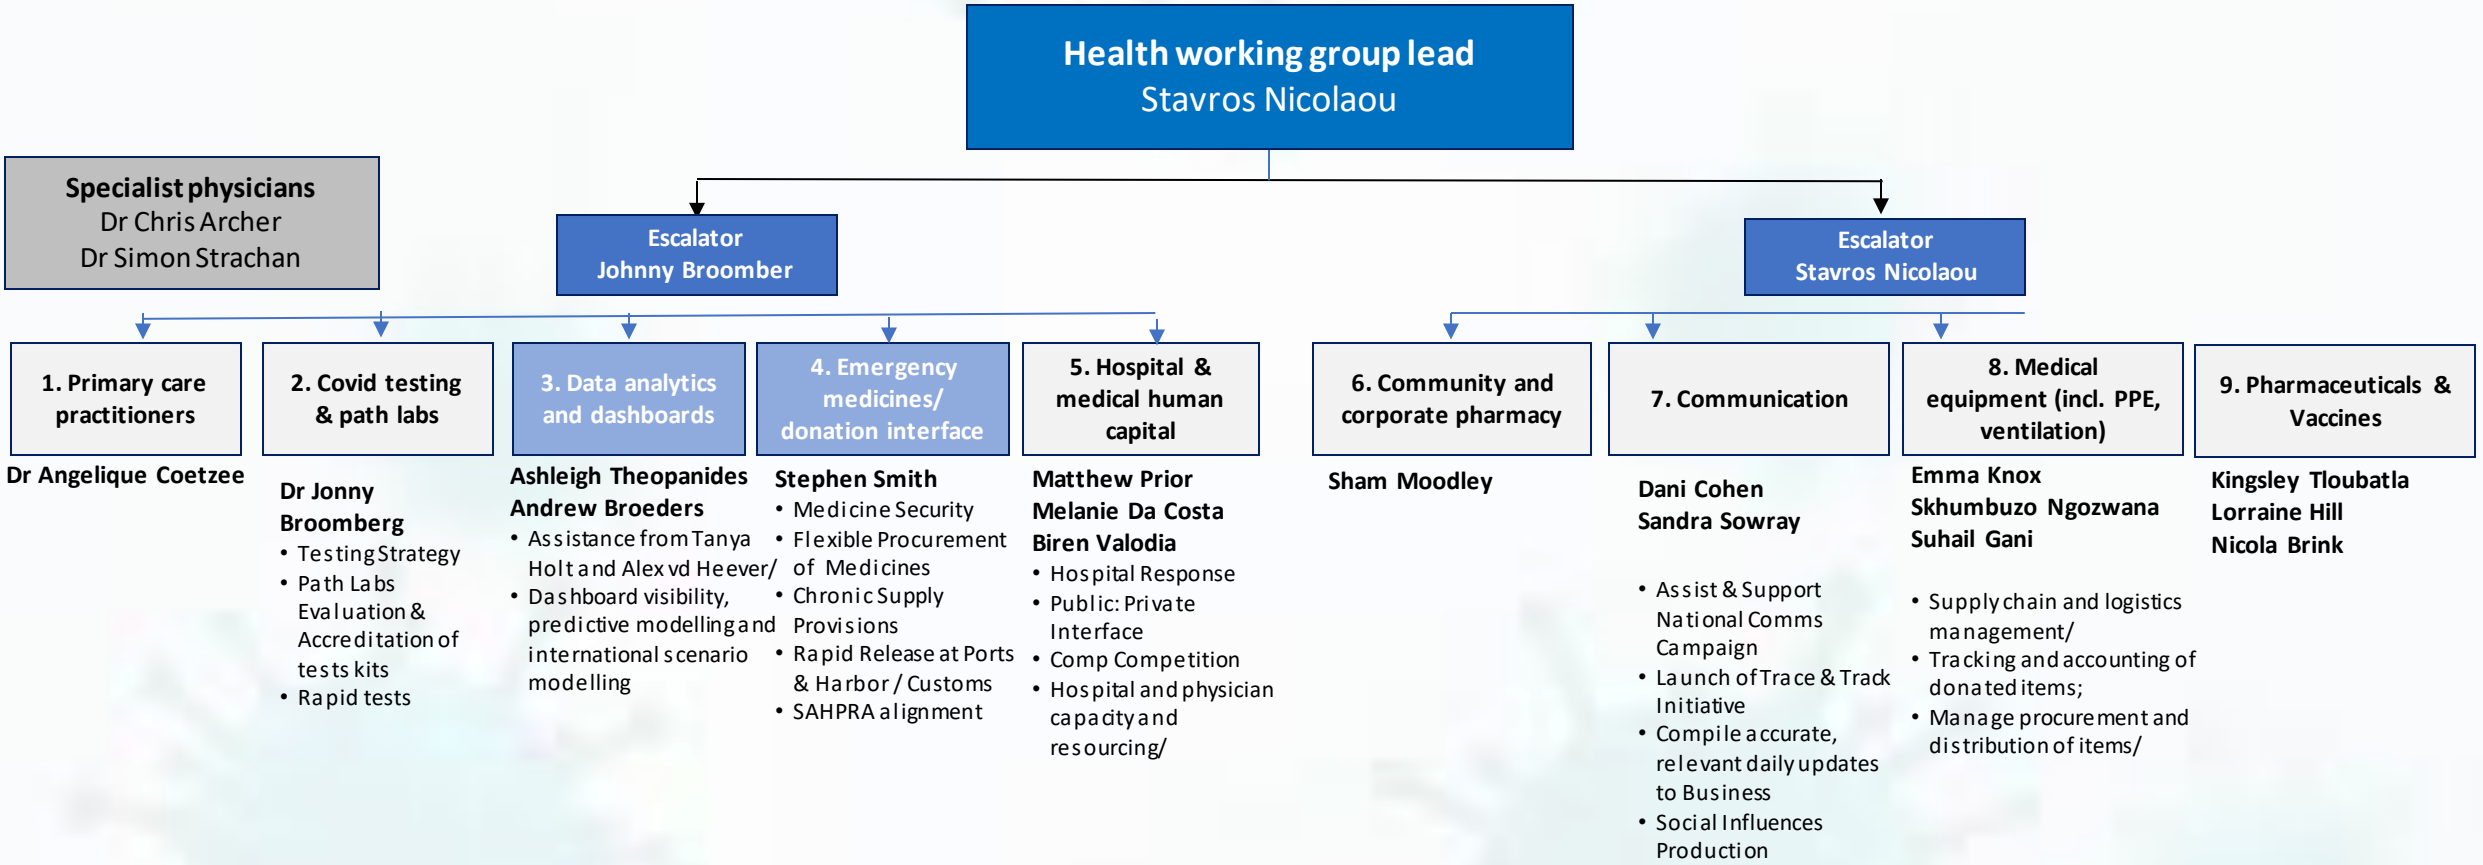 Health working group lead
Stavros Nicolaou
Specialist physicians
Dr Chris Archer
Dr Simon Strachan
Escalator
Johnny Broomber
Escalator
Stavros Nicolaou
1. Primary care
practitioners
Dr Angelique Coetzee
2. Covid testing
& path labs
Dr Jonny
Broomberg
• Testing Strategy
• Path Labs
Evaluation &
Accreditation of
tests kits
• Rapid tests
3. Data analytics
and dashboards
Ashleigh Theopanides
Andrew Broeders
• Assistance from Tanya
Holt and Alex vd Heever/
• Dashboard visibility,
predictive modelling and
international scenario
modelling
4. Emergency
medicines/
donation interface
Stephen Smith
• Medicine Security
• Flexible Procurement
of Medicines
• Chronic Supply
Provisions
• Rapid Release at Ports
& Harbor / Customs
• SAHPRA alignment
5. Hospital &
medical human
capital
Matthew Prior
Melanie Da Costa
Biren Valodia
• Hospital Response
• Public: Private
Interface
• Comp Competition
• Hospital and physician
capacity and
resourcing/
6. Community and
corporate pharmacy
Sham Moodley
7. Communication
Dani Cohen
Sandra Sowray
• Assist & Support
National Comms
Campaign
• Launch of Trace & Track
Initiative
• Compile accurate,
relevant daily updates
to Business
• Social Influences
Production
8. Medical
equipment (incl. PPE,
ventilation)
Emma Knox
Skhumbuzo Ngozwana
Suhail Gani
• Supply chain and logistics
management/
• Tracking and accounting of
donated items;
• Manage procurement and
distribution of items/
9. Pharmaceuticals &
Vaccines
Kingsley Tloubatla
Lorraine Hill
Nicola Brink